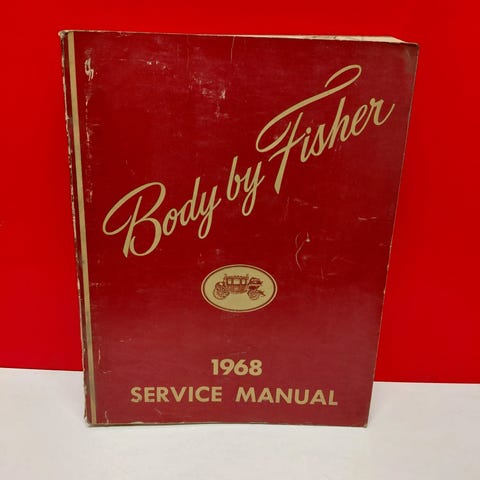 Body by Fisher
1968
SERVICE MANUAL